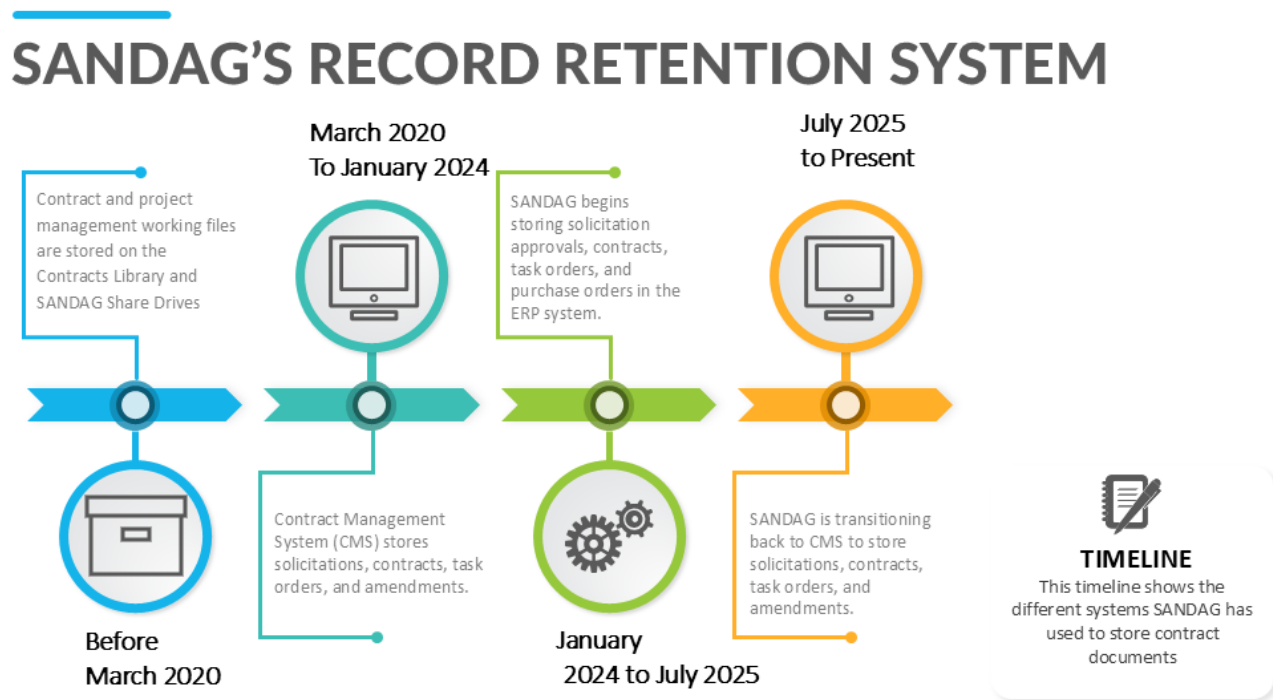 SANDAG'S RECORD RETENTION SYSTEM
Contract and project
management working files
are stored on the
Contracts Library and
SANDAG Share Drives
Before
March 2020
March 2020
To January 2024
Contract Management
System (CMS) stores
solicitations, contracts, task
orders, and amendments.
SANDAG begins
storing solicitation
approvals, contracts,
task orders, and
purchase orders in the
ERP system.
January
2024 to July 2025
July 2025
to Present
SANDAG is transitioning
back to CMS to store
solicitations, contracts,
task orders, and
amendments.
TIMELINE
This timeline shows the
different systems SANDAG has
used to store contract
documents